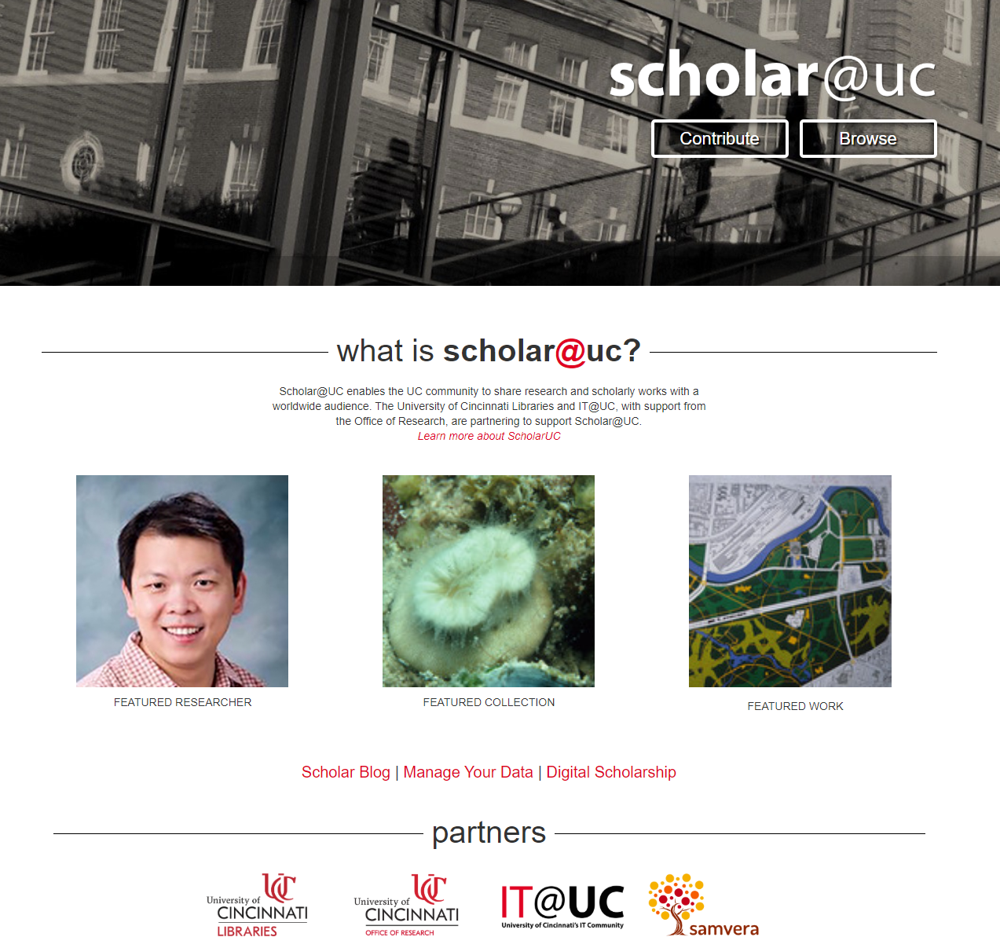 scholar@uc
Contribute
Browse
what is scholar@uc?
Scholar@UC enables the UC community to share research and scholarly works with a
worldwide audience. The University of Cincinnati Libraries and IT@UC, with support from
the Office of Research, are partnering to support Scholar@UC.
Learn more about ScholarUC
FEATURED RESEARCHER
FEATURED COLLECTION
FEATURED WORK
Scholar Blog | Manage Your Data | Digital Scholarship
partners
UC
University of
CINCINNATI
LIBRARIES
UC
University of
CINCINNATI
OFFICE OF RESEARCH
IT@UC
University of Cincinnati's IT Community
samvera